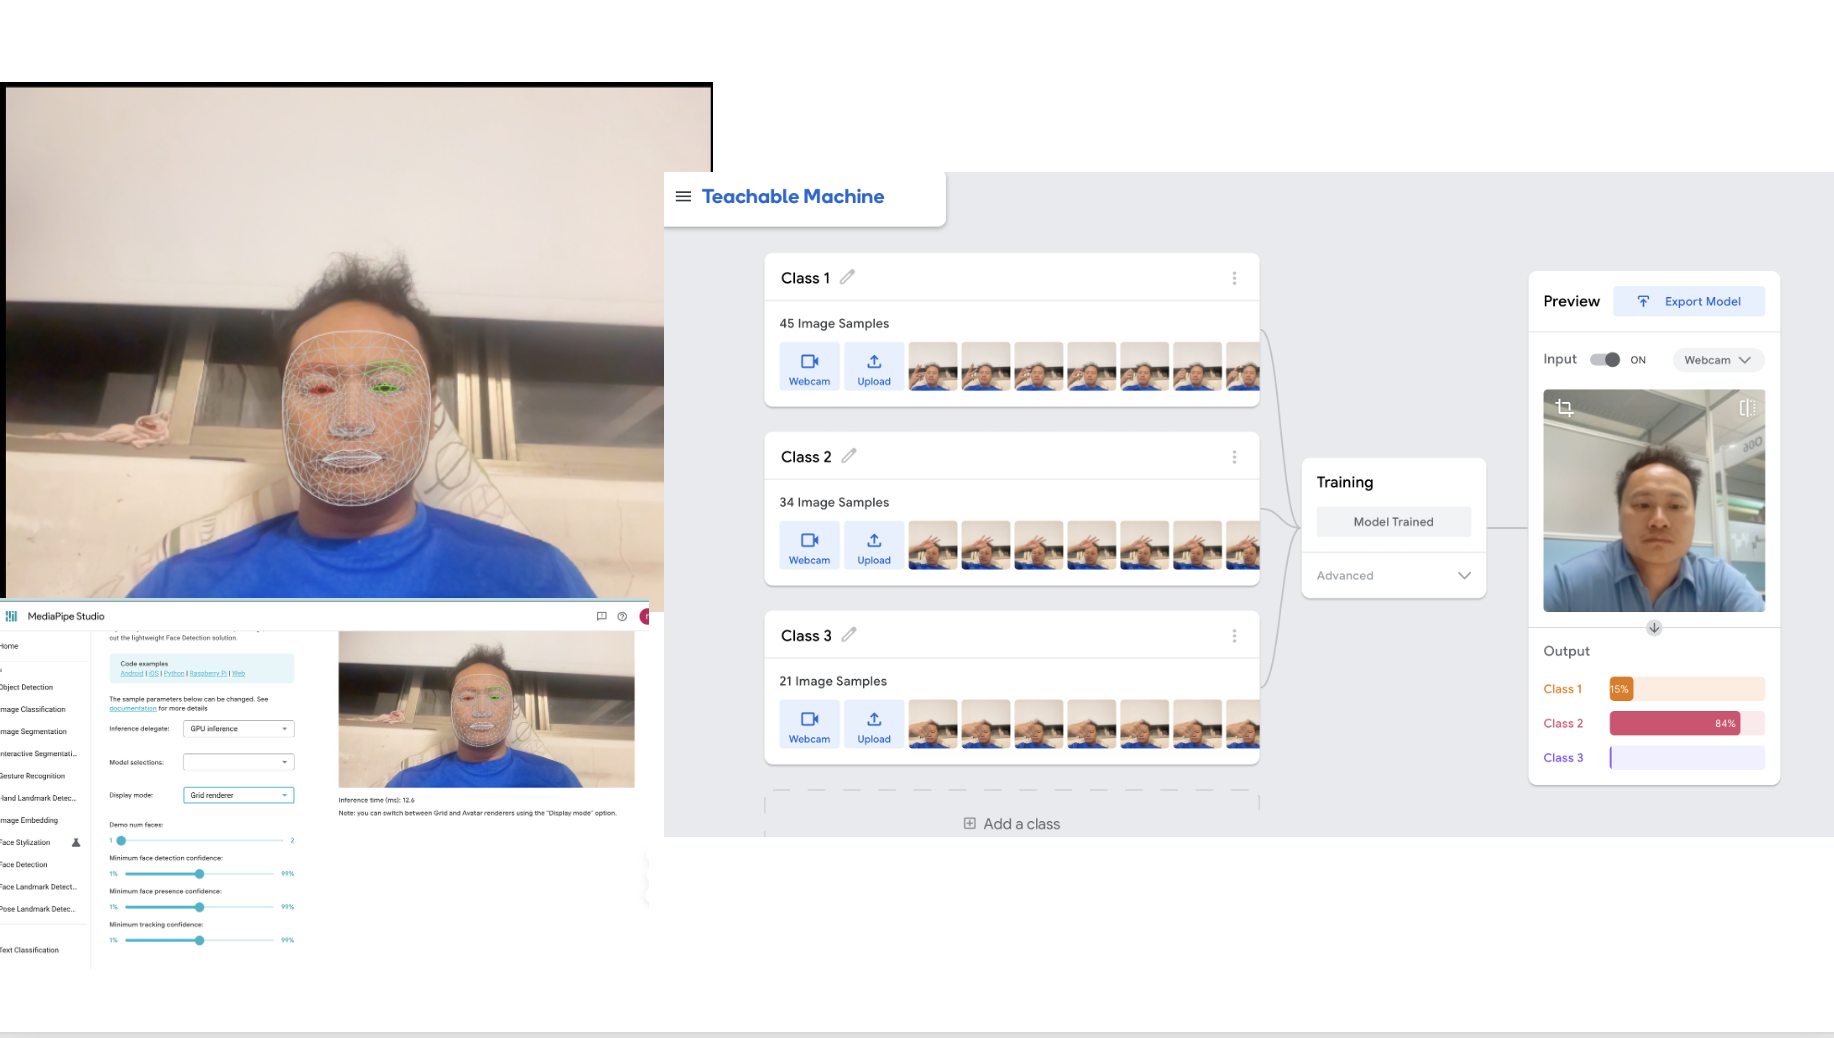 Teachable Machine
Class 1
45 Image Samples
Webcam
Upload
Class 2
34 Image Samples
Webcam
Upload
Class 3
21 Image Samples
Webcam
Upload
Add a class
Training
Model Trained
Advanced
Preview
Export Model
Input
ON
Webcam
Output
Class 1
15%
Class 2
84%
Class 3
MediaPipe Studio
Home
Object Detection
Image Classification
Image Segmentation
Interactive Segmentati...
Gesture Recognition
Hand Landmark Detec...
Image Embedding
Face Stylization
Face Detection
Face Landmark Detect...
Pose Landmark Detec...
Text Classification
out the lightweight Face Detection solution.
Code examples
Android | iOS | Python | Raspberry Pi | Web
The sample parameters below can be changed. See
documentation for more details
Inference delegate:
GPU inference
Model selections:
Display mode:
Grid renderer
Demo num faces:
1
2
Minimum face detection confidence:
1%
99%
Minimum face presence confidence:
1%
99%
Minimum tracking confidence:
1%
99%
Inference time (ms): 12.6
Note: you can switch between Grid and Avatar renderers using the "Display mode" option.